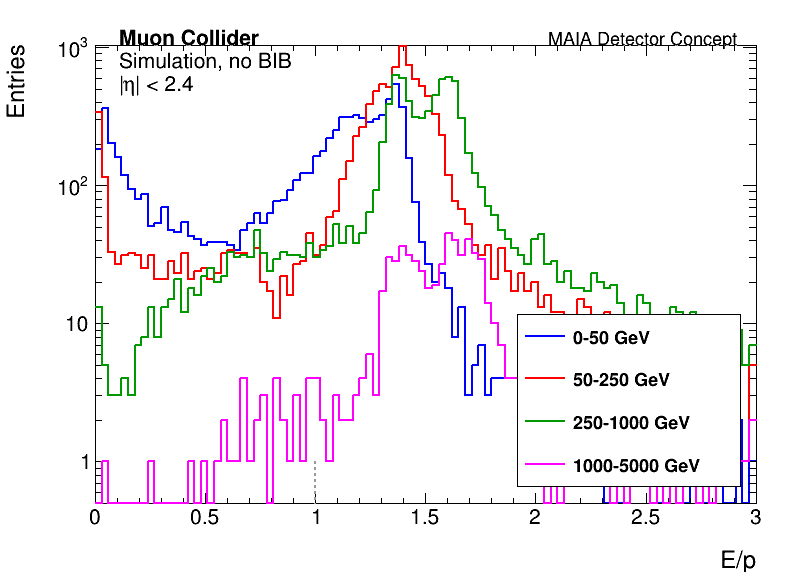 Muon Collider
MAIA Detector Concept
Simulation, no BIB
|η| < 2.4
Entries
10³
10²
10
1
0-50 GeV
50-250 GeV
250-1000 GeV
1000-5000 GeV
0 0.5 1 1.5 2 2.5 3
E/p